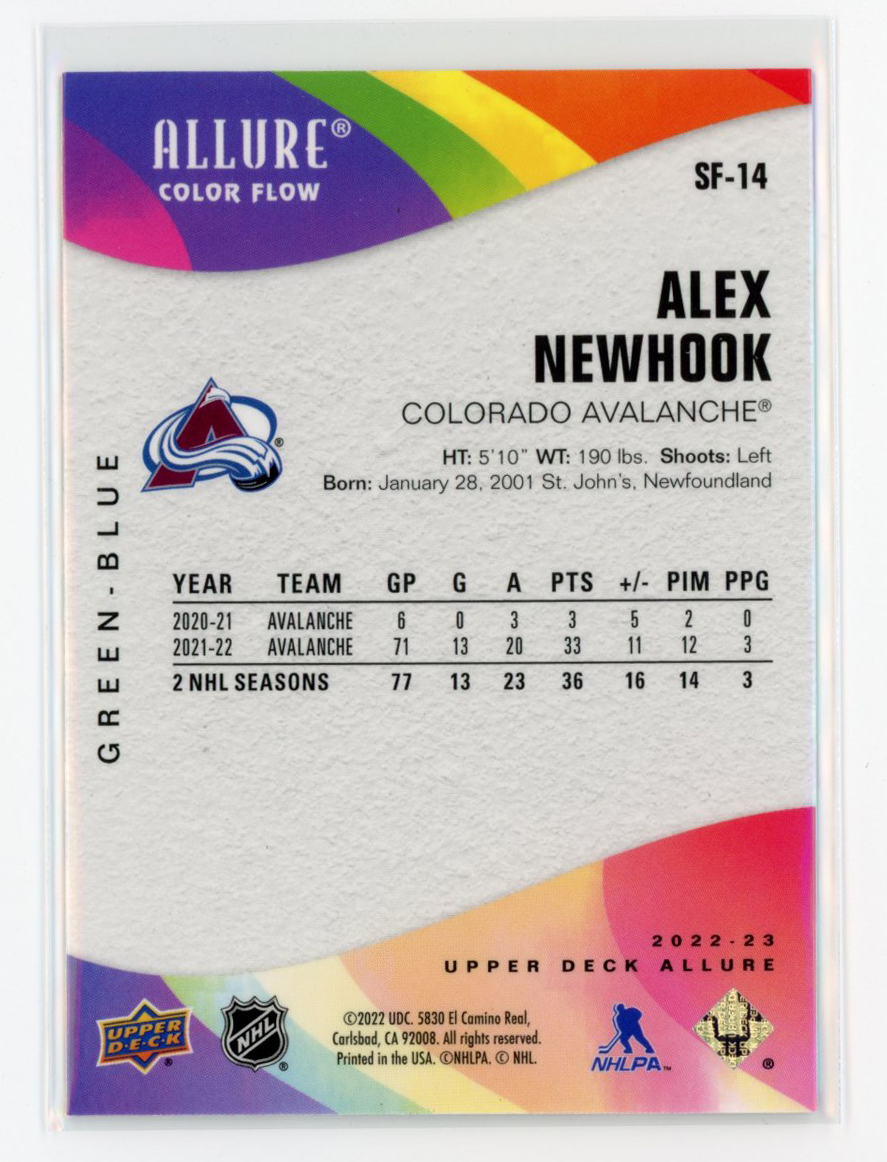 ALLURE®
COLOR FLOW
SF-14
ALEX
NEWHOOK
COLORADO AVALANCHE®
HT: 5'10" WT: 190 lbs. Shoots: Left
Born: January 28, 2001 St. John's, Newfoundland
A®
GREEN-BLUE
YEAR TEAM GP G A PTS +/- PIM PPG
2020-21 AVALANCHE 6 0 3 3 5 2 0
2021-22 AVALANCHE 71 13 20 33 11 12 3
2 NHL SEASONS 77 13 23 36 16 14 3
2022-23
UPPER DECK ALLURE
UPPER
D·E·C·K®
NHL®
©2022 UDC. 5830 El Camino Real,
Carlsbad, CA 92008. All rights reserved.
Printed in the USA. ©NHLPA. © NHL.
NHLPA™
®